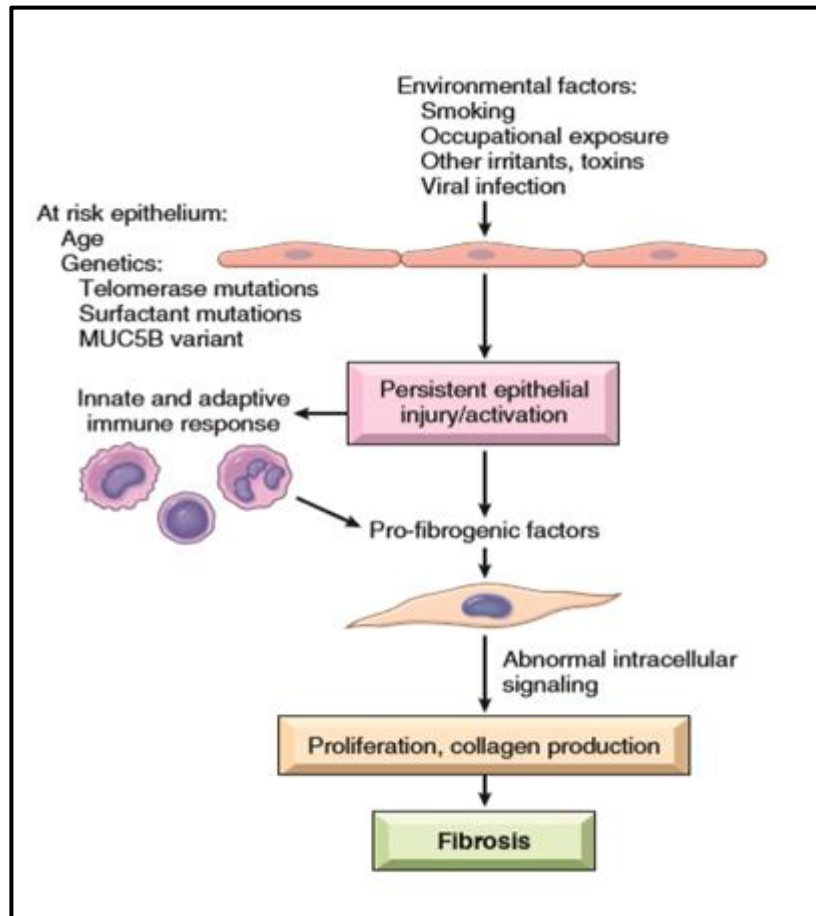 Environmental factors:
Smoking
Occupational exposure
Other irritants, toxins
Viral infection
At risk epithelium:
Age
Genetics:
Telomerase mutations
Surfactant mutations
MUC5B variant
Persistent epithelial
injury/activation
Innate and adaptive
immune response
Pro-fibrogenic factors
Abnormal intracellular
signaling
Proliferation, collagen production
Fibrosis